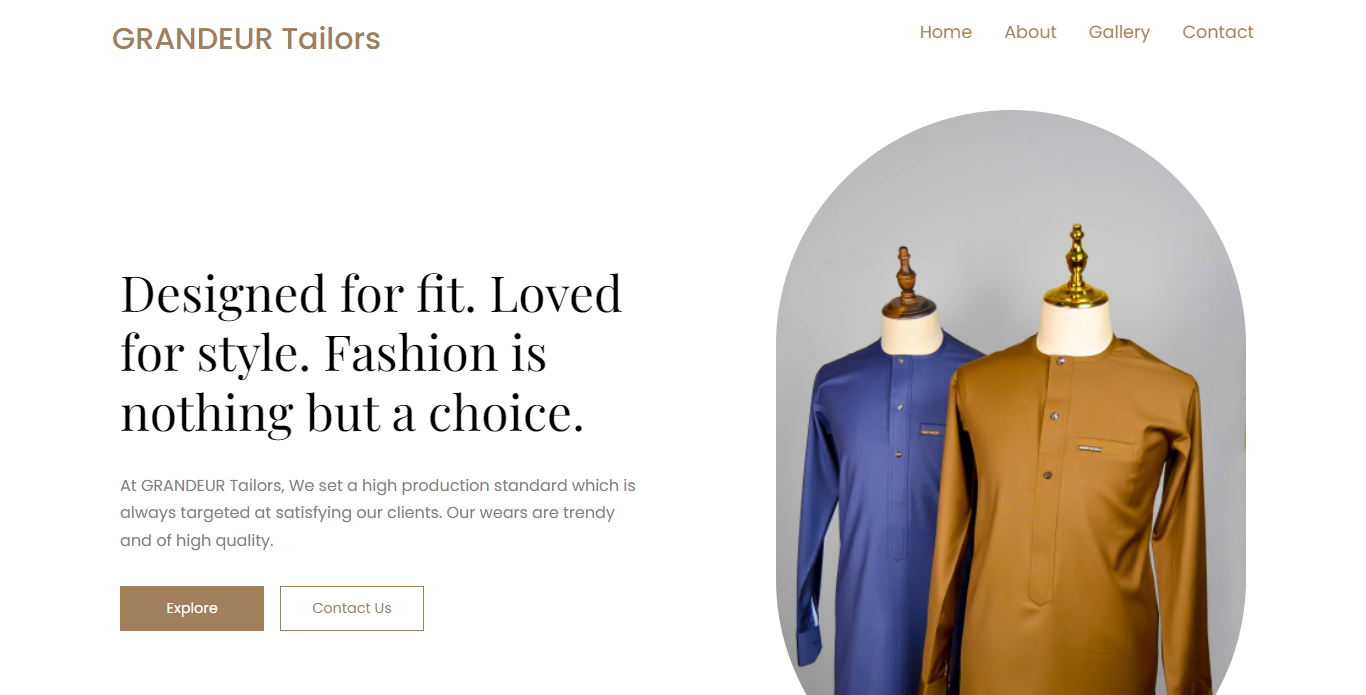 GRANDEUR Tailors
Home About Gallery Contact
Designed for fit. Loved
for style. Fashion is
nothing but a choice.
At GRANDEUR Tailors, We set a high production standard which is
always targeted at satisfying our clients. Our wears are trendy
and of high quality.
Explore Contact Us